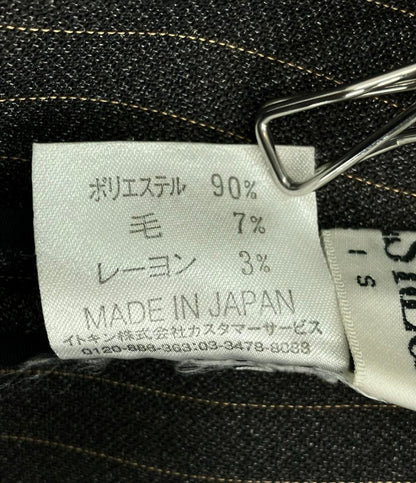 ポリエステル 90%
毛 7%
レーヨン 3%
MADE IN JAPAN
イトキン株式会社カスタマーサービス
0120-888-363:03-3478-8088